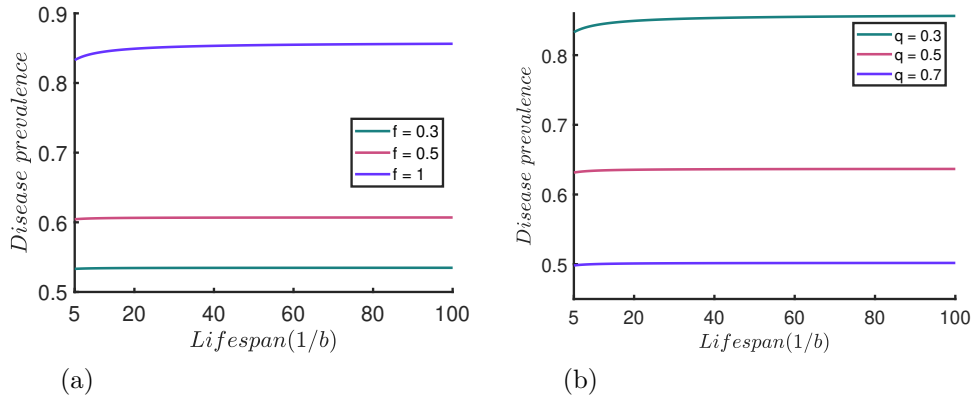 0.9
0.8
0.7
0.6
0.5
Disease prevalence
f = 0.3
f = 0.5
f = 1
5 20 40 60 80 100
Lifespan(1/b)
(a)
0.8
0.7
0.6
0.5
Disease prevalence
q = 0.3
q = 0.5
q = 0.7
5 20 40 60 80 100
Lifespan(1/b)
(b)